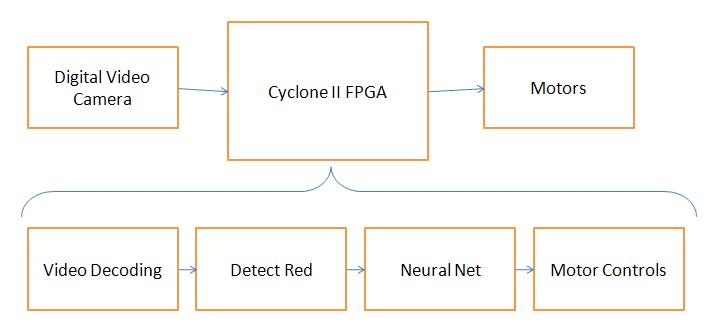 Digital Video
Camera
Cyclone II FPGA
Motors
Video Decoding
Detect Red
Neural Net
Motor Controls